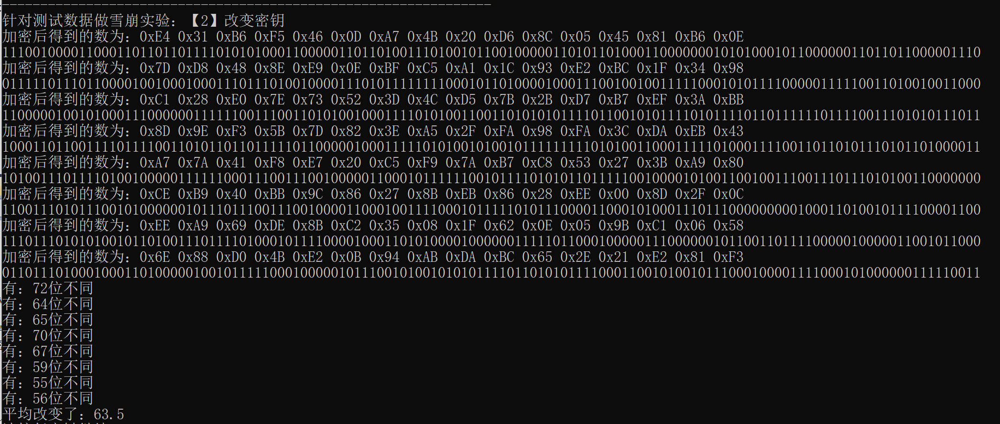 ----------------------------------------------------------------
针对测试数据做雪崩实验：【2】改变密钥
加密后得到的数为：0xE4 0x31 0xB6 0xF5 0x46 0x0D 0xA7 0x4B 0x20 0xD6 0x8C 0x05 0x45 0x81 0xB6 0x0E
11100100001100011011011011110101010001100000110110100111010010110010000011010110100011000000010101000101100000011011011000001110
加密后得到的数为：0x7D 0xD8 0x48 0x8E 0xE9 0x0E 0xBF 0xC5 0xA1 0x1C 0x93 0xE2 0xBC 0x1F 0x34 0x98
01111101110110000100100010001110111010010000111010111111110001011010000100011100100100111110001010111100000111110011010010011000
加密后得到的数为：0xC1 0x28 0xE0 0x7E 0x73 0x52 0x3D 0x4C 0xD5 0x7B 0x2B 0xD7 0xB7 0xEF 0x3A 0xBB
11000001001010001110000001111110011100110101001000111101010011001101010101111011001010111101011110110111111011110011101010111011
加密后得到的数为：0x8D 0x9E 0xF3 0x5B 0x7D 0x82 0x3E 0xA5 0x2F 0xFA 0x98 0xFA 0x3C 0xDA 0xEB 0x43
10001101100111101111001101011011011111011000001000111110101001010010111111111010100110001111101000111100110110101110101101000011
加密后得到的数为：0xA7 0x7A 0x41 0xF8 0xE7 0x20 0xC5 0xF9 0x7A 0xB7 0xC8 0x53 0x27 0x3B 0xA9 0x80
10100111011110100100000111111000111001110010000011000101111110010111101010110111110010000101001100100111001110111010100110000000
加密后得到的数为：0xCE 0xB9 0x40 0xBB 0x9C 0x86 0x27 0x8B 0xEB 0x86 0x28 0xEE 0x00 0x8D 0x2F 0x0C
11001110101110010100000010111011100111001000011000100111100010111110101110000110001010001110111000000000100011010010111100001100
加密后得到的数为：0xEE 0xA9 0x69 0xDE 0x8B 0xC2 0x35 0x08 0x1F 0x62 0x0E 0x05 0x9B 0xC1 0x06 0x58
11101110101010010110100111011110100010111100001000110101000010000001111101100010000011100000010110011011110000010000011001011000
加密后得到的数为：0x6E 0x88 0xD0 0x4B 0xE2 0x0B 0x94 0xAB 0xDA 0xBC 0x65 0x2E 0x21 0xE2 0x81 0xF3
01101110100010001101000001001011111000100000101110010100101010111101101010111100011001010010111000100001111000101000000111110011
有：72位不同
有：64位不同
有：65位不同
有：70位不同
有：67位不同
有：59位不同
有：55位不同
有：56位不同
平均改变了：63.5